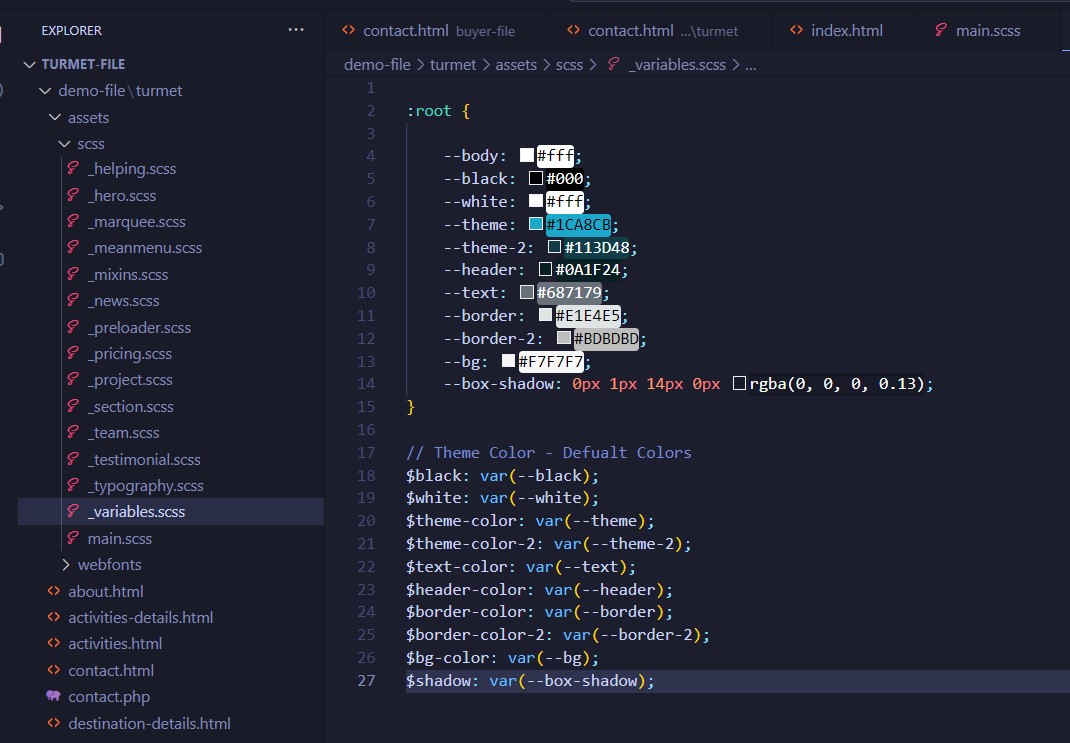 EXPLORER
TURMET-FILE
demo-file\turmet
assets
scss
_helping.scss
_hero.scss
_marquee.scss
_meanmenu.scss
_mixins.scss
_news.scss
_preloader.scss
_pricing.scss
_project.scss
_section.scss
_team.scss
_testimonial.scss
_typography.scss
_variables.scss
main.scss
webfonts
about.html
activities-details.html
activities.html
contact.html
contact.php
destination-details.html
contact.html buyer-file
contact.html ...\turmet
index.html
main.scss
demo-file > turmet > assets > scss > _variables.scss > ...
1
2 :root {
3
4 --body: #fff;
5 --black: #000;
6 --white: #fff;
7 --theme: #1CA8CB;
8 --theme-2: #113D48;
9 --header: #0A1F24;
10 --text: #687179;
11 --border: #E1E4E5;
12 --border-2: #BDBDBD;
13 --bg: #F7F7F7;
14 --box-shadow: 0px 1px 14px 0px rgba(0, 0, 0, 0.13);
15 }
16
17 // Theme Color - Defualt Colors
18 $black: var(--black);
19 $white: var(--white);
20 $theme-color: var(--theme);
21 $theme-color-2: var(--theme-2);
22 $text-color: var(--text);
23 $header-color: var(--header);
24 $border-color: var(--border);
25 $border-color-2: var(--border-2);
26 $bg-color: var(--bg);
27 $shadow: var(--box-shadow);